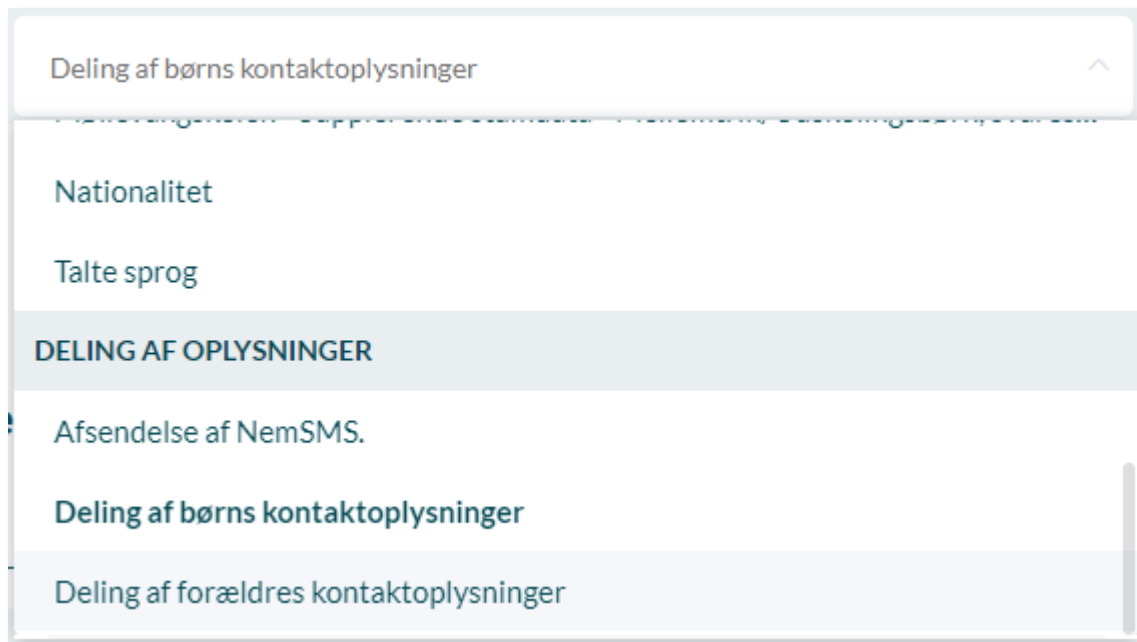 Deling af børns kontaktoplysninger
Nationalitet
Talte sprog
DELING AF OPLYSNINGER
Afsendelse af NemSMS.
Deling af børns kontaktoplysninger
Deling af forældres kontaktoplysninger